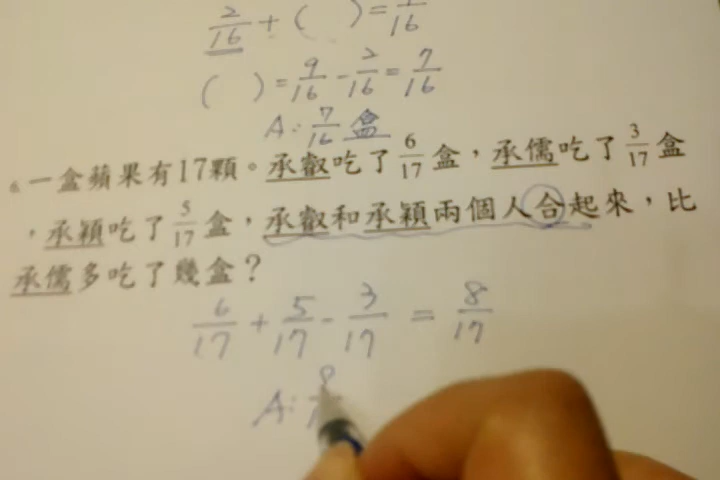 2/16 + ( ) = /16
( ) = 9/16 - 2/16 = 7/16
A: 7/16 盒
6. 一盒蘋果有17顆。承叡吃了 6/17 盒，承儒吃了 3/17 盒
，承穎吃了 5/17 盒，承叡和承穎兩個人合起來，比
承儒多吃了幾盒？
6/17 + 5/17 - 3/17 = 8/17
A: 8/1